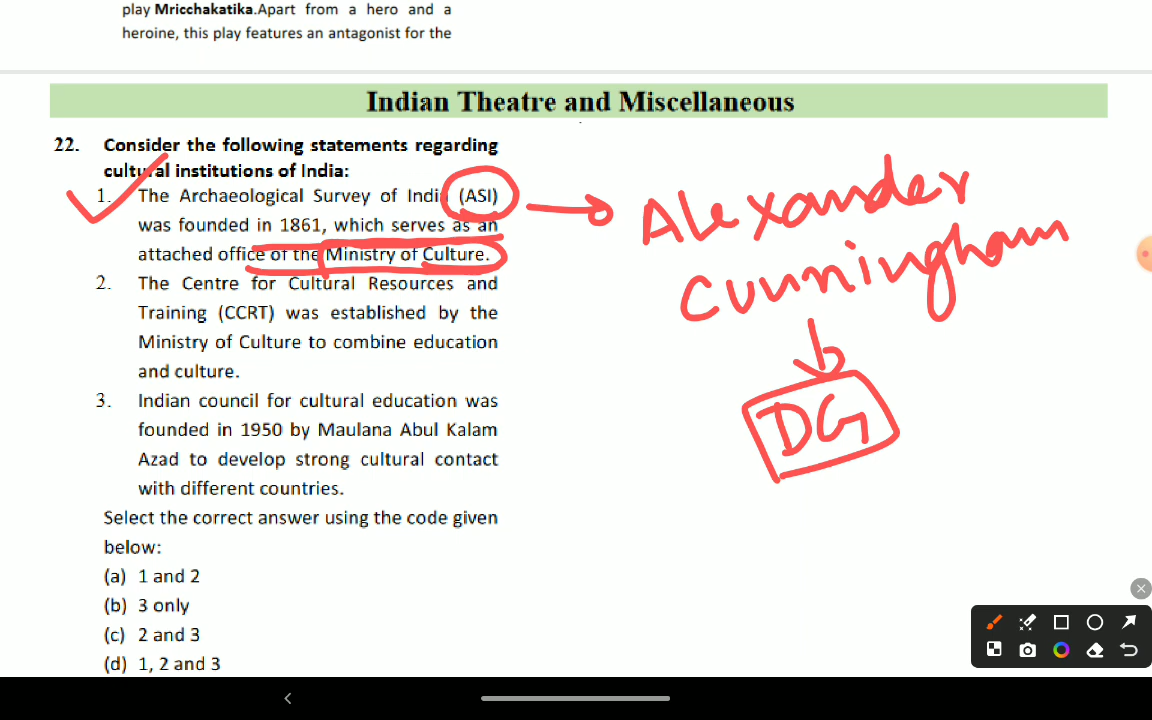 play Mricchakatika.Apart from a hero and a
heroine, this play features an antagonist for the
Indian Theatre and Miscellaneous
22. Consider the following statements regarding
cultural institutions of India:
1. The Archaeological Survey of India (ASI)
was founded in 1861, which serves as an
attached office of the Ministry of Culture.
2. The Centre for Cultural Resources and
Training (CCRT) was established by the
Ministry of Culture to combine education
and culture.
3. Indian council for cultural education was
founded in 1950 by Maulana Abul Kalam
Azad to develop strong cultural contact
with different countries.
Select the correct answer using the code given
below:
(a) 1 and 2
(b) 3 only
(c) 2 and 3
(d) 1, 2 and 3
Alexander
Cunningham
DG